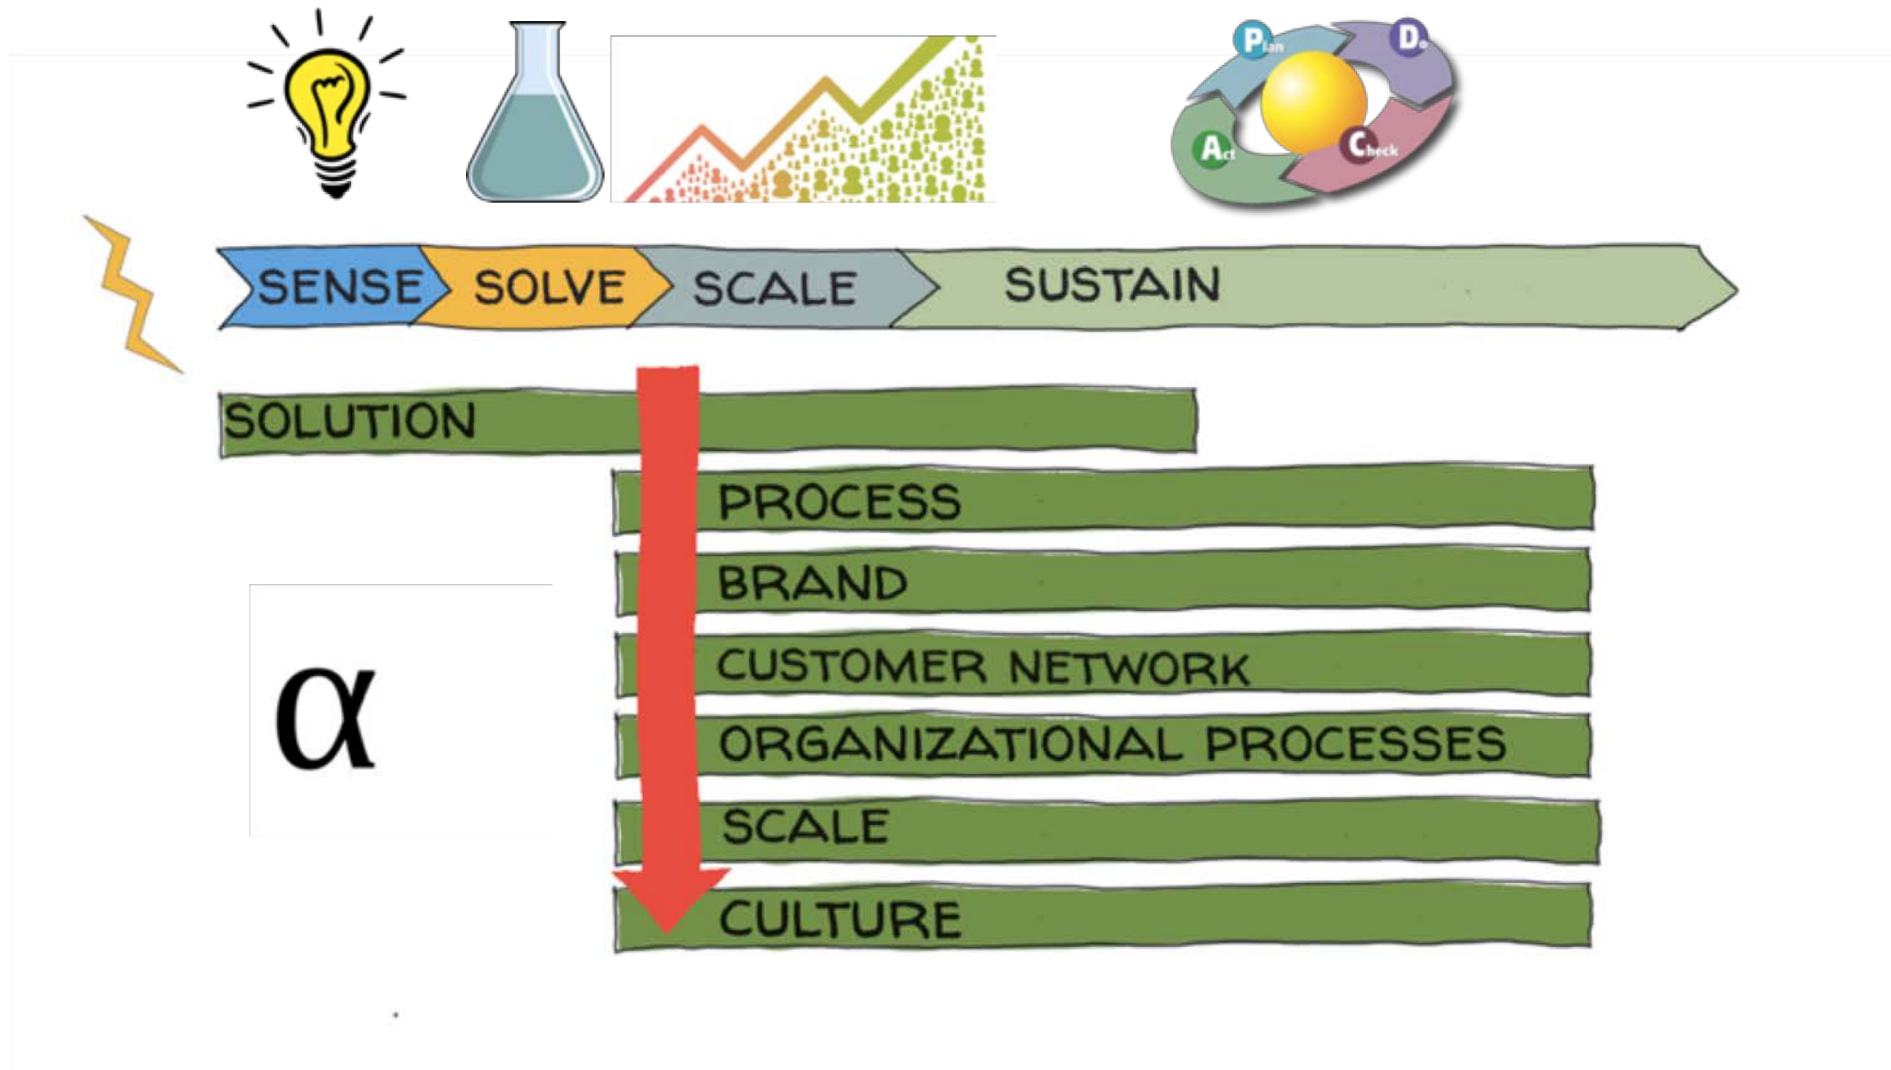 Plan
Do
Act
Check
SENSE
SOLVE
SCALE
SUSTAIN
SOLUTION
PROCESS
BRAND
CUSTOMER NETWORK
α
ORGANIZATIONAL PROCESSES
SCALE
CULTURE